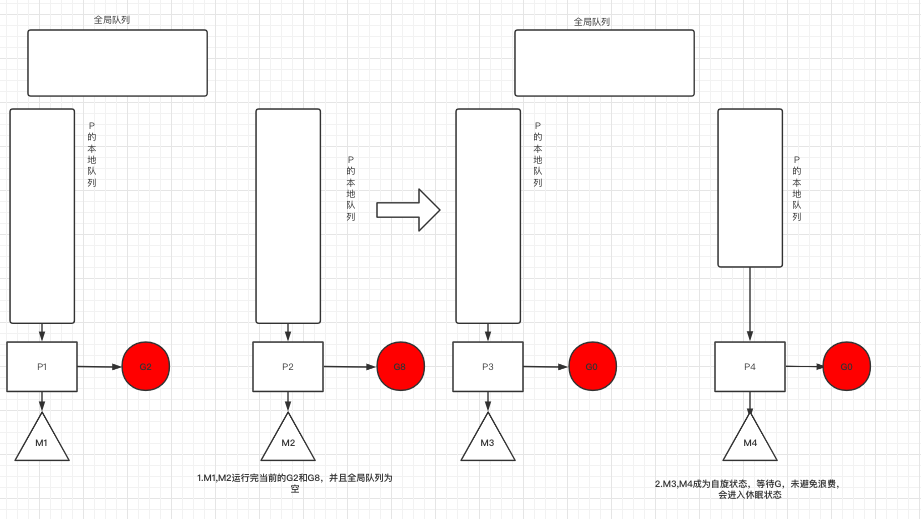 全局队列
全局队列
P的本地队列
P的本地队列
P的本地队列
P的本地队列
P1
G2
P2
G8
P3
G0
P4
G0
M1
M2
M3
M4
1.M1,M2运行完当前的G2和G8，并且全局队列为
空
2.M3,M4成为自旋状态，等待G，未避免浪费，
会进入休眠状态